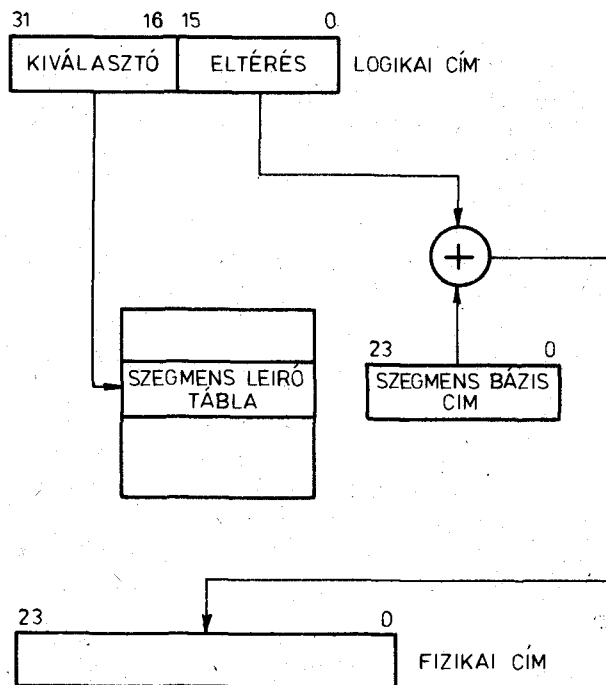 31 16 15 0
KIVÁLASZTÓ ELTÉRÉS LOGIKAI CÍM
+
23 0
SZEGMENS LEIRÓ
TÁBLA
SZEGMENS BÁZIS
CIM
23 0
FIZIKAI CÍM